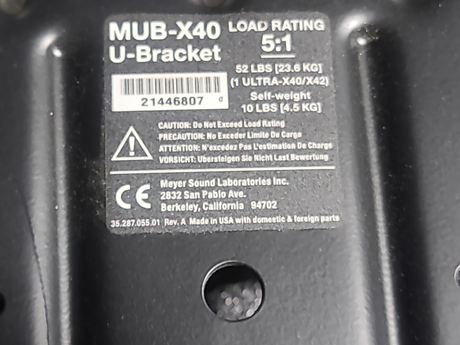 MUB-X40
U-Bracket
LOAD RATING
5:1
52 LBS [23.6 KG]
(1 ULTRA-X40/X42)
Self-weight
10 LBS [4.5 KG]
21446807 0
CAUTION: Do Not Exceed Load Rating
PRECAUCIÓN: No Exceder Limite De Carga
ATTENTION: N'excedez Pas L'estimation De Charge
VORSICHT: Ubersteigen Sie Nicht Last Bewertung
CE
Meyer Sound Laboratories Inc.
2832 San Pablo Ave.
Berkeley, California 94702
35.287.055.01 Rev. A Made in USA with domestic & foreign parts